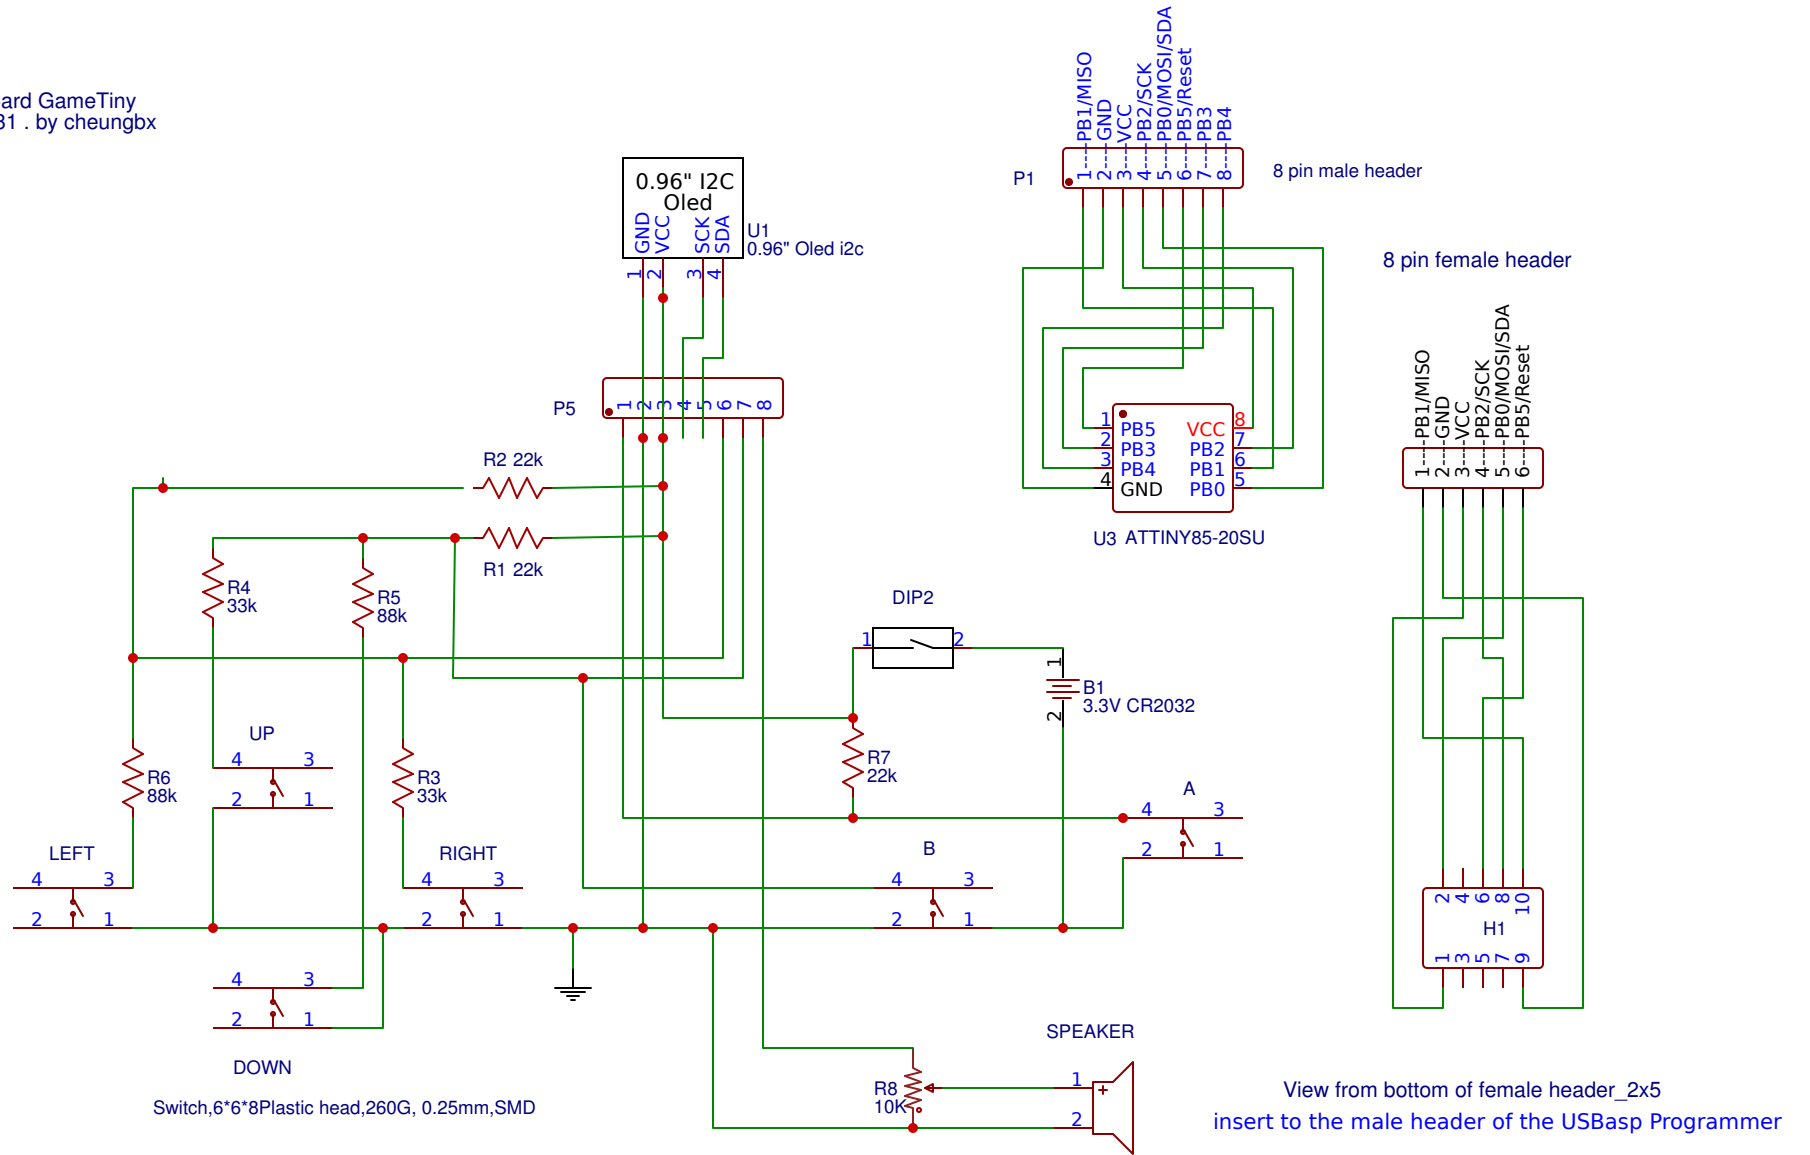 ard GameTiny
31 . by cheungbx
0.96" I2C
Oled
GND
VCC
SCK
SDA
U1
0.96" Oled i2c
1
2
3
4
P5
1
2
3
4
5
6
7
8
R2 22k
R1 22k
R4
33k
R5
88k
R6
88k
R3
33k
UP
4
3
2
1
LEFT
4
3
2
1
RIGHT
4
3
2
1
DOWN
4
3
2
1
Switch,6*6*8Plastic head,260G, 0.25mm,SMD
DIP2
1
2
1
B1
3.3V CR2032
2
R7
22k
A
4
3
2
1
B
4
3
2
1
SPEAKER
R8
10K
1
+
2
P1
1----PB1/MISO
2----GND
3----VCC
4----PB2/SCK
5----PB0/MOSI/SDA
6----PB5/Reset
7----PB3
8----PB4
8 pin male header
1
PB5
2
PB3
3
PB4
4
GND
VCC
8
PB2
7
PB1
6
PB0
5
U3 ATTINY85-20SU
8 pin female header
1----PB1/MISO
2----GND
3----VCC
4----PB2/SCK
5----PB0/MOSI/SDA
6----PB5/Reset
2
4
6
8
10
H1
1
3
5
7
9
View from bottom of female header_2x5
insert to the male header of the USBasp Programmer